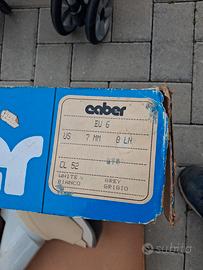 caber
EU 6
US 7 MM 8 LN
CL 52
WHITE & GREY
BIANCO GRIGIO
subito